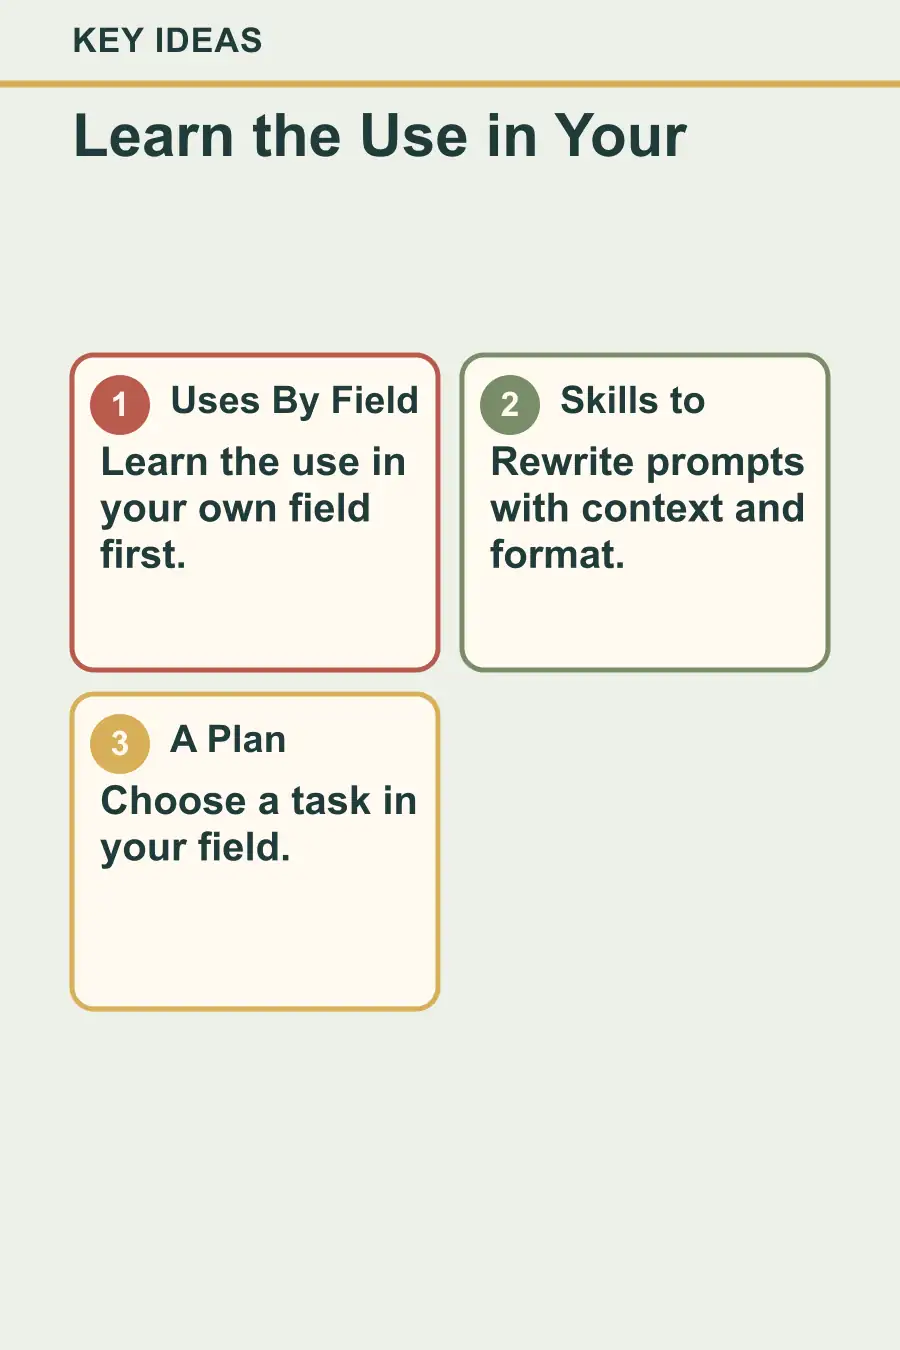 KEY IDEAS
Learn the Use in Your
1 Uses By Field
Learn the use in
your own field
first.
2 Skills to
Rewrite prompts
with context and
format.
3 A Plan
Choose a task in
your field.